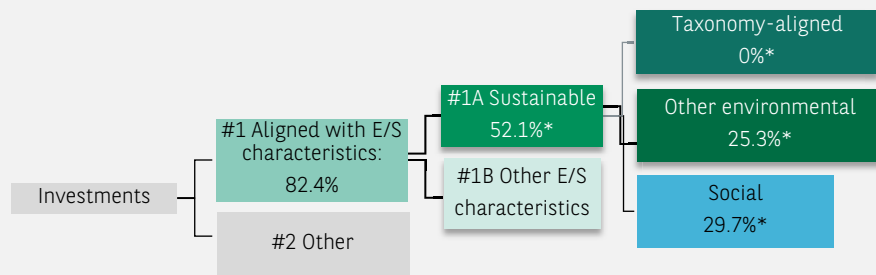 Investments
#1 Aligned with E/S
characteristics:
82.4%
#2 Other
#1A Sustainable
52.1%*
#1B Other E/S
characteristics
Taxonomy-aligned
0%*
Other environmental
25.3%*
Social
29.7%*